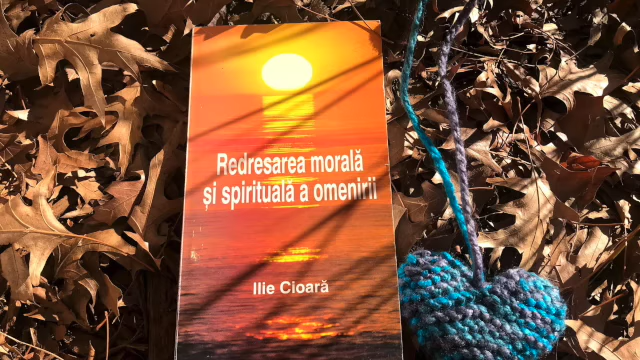 Redresarea morală
și spirituală a omenirii
Ilie Cioară